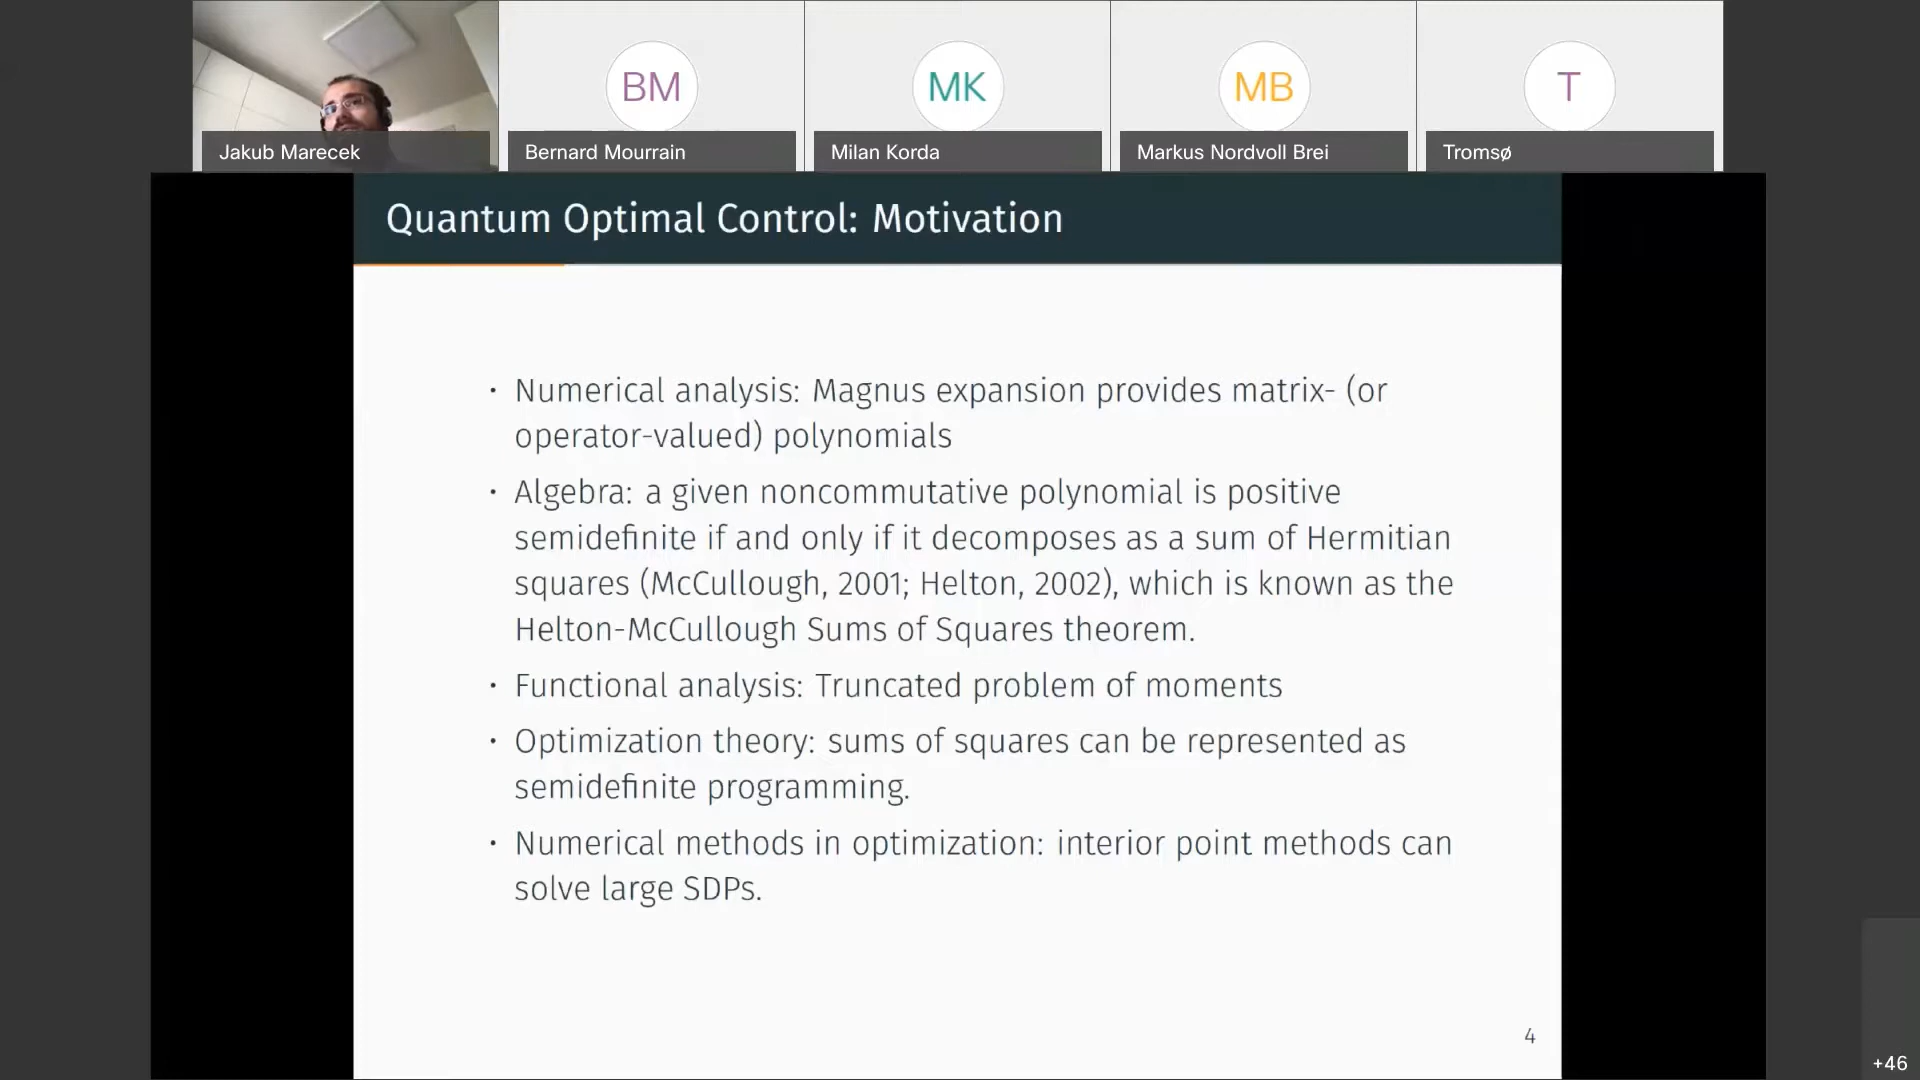 BM
MK
MB
T
Jakub Marecek
Bernard Mourrain
Milan Korda
Markus Nordvoll Brei
Tromsø
Quantum Optimal Control: Motivation
• Numerical analysis: Magnus expansion provides matrix- (or
operator-valued) polynomials
• Algebra: a given noncommutative polynomial is positive
semidefinite if and only if it decomposes as a sum of Hermitian
squares (McCullough, 2001; Helton, 2002), which is known as the
Helton-McCullough Sums of Squares theorem.
• Functional analysis: Truncated problem of moments
• Optimization theory: sums of squares can be represented as
semidefinite programming.
• Numerical methods in optimization: interior point methods can
solve large SDPs.
4
+46